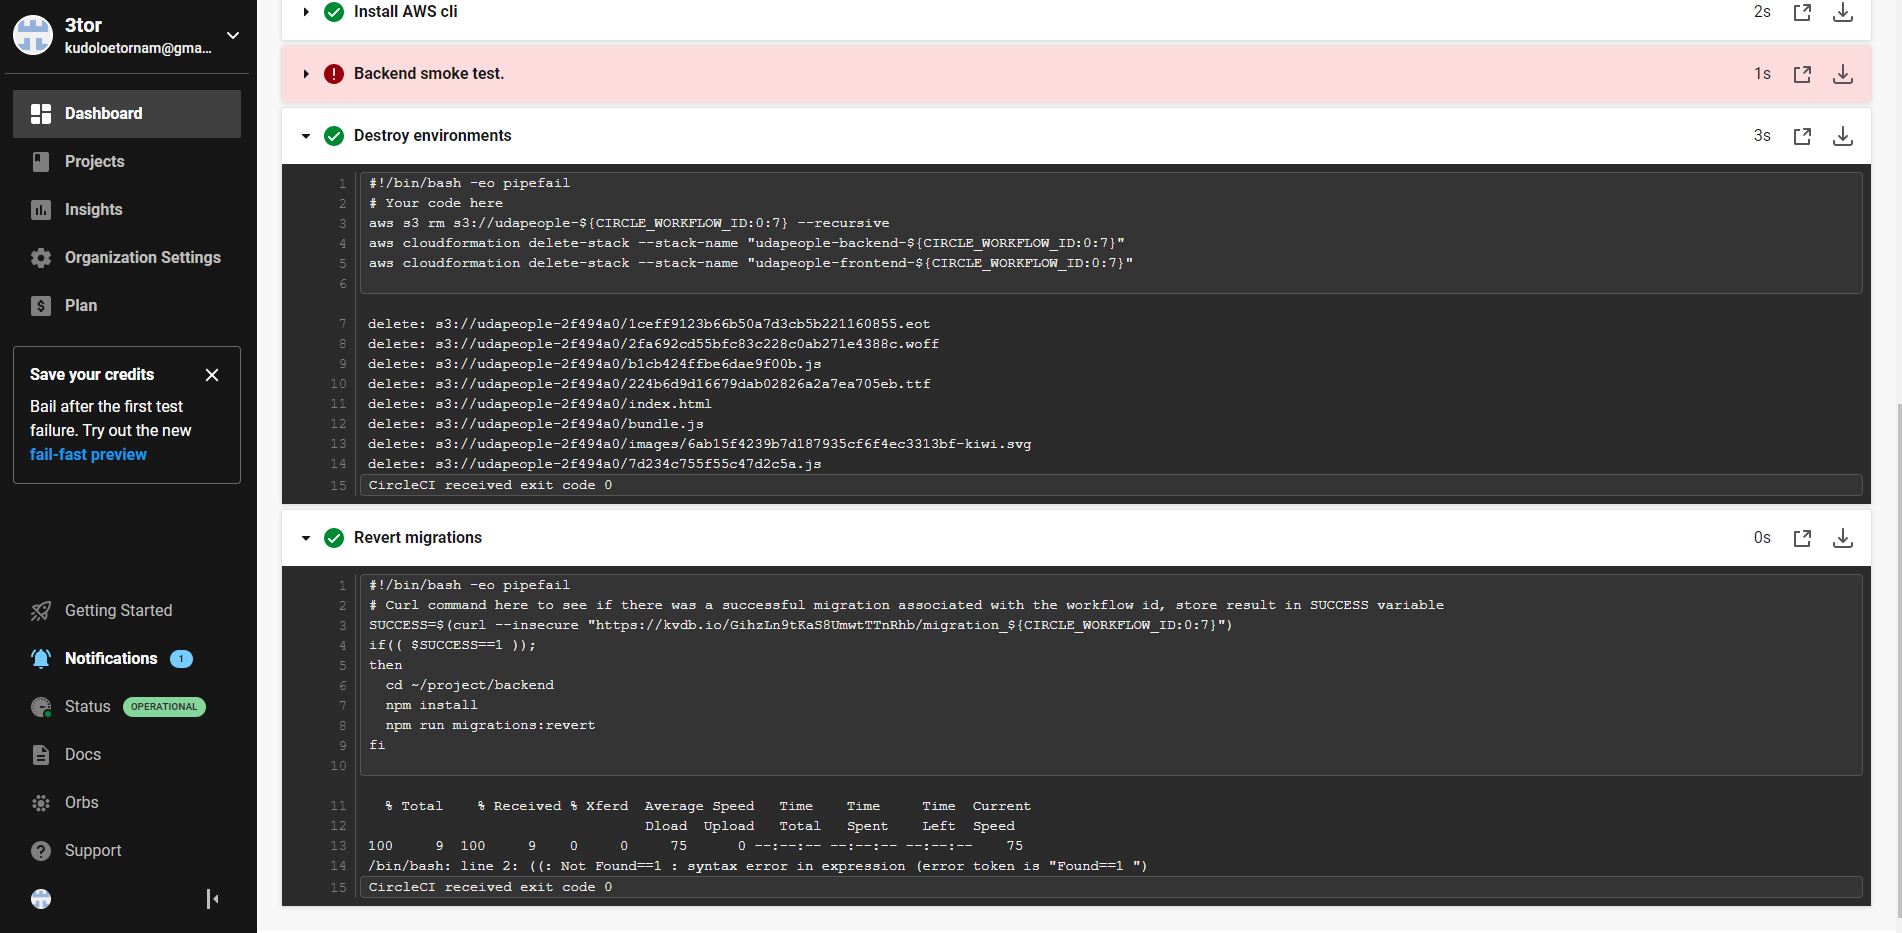 3tor
kudoloetornam@gma...
Dashboard
Projects
Insights
Organization Settings
Plan
Save your credits
Bail after the first test
failure. Try out the new
fail-fast preview
Getting Started
Notifications 1
Status OPERATIONAL
Docs
Orbs
Support
Install AWS cli 2s
Backend smoke test. 1s
Destroy environments 3s
1 #!/bin/bash -eo pipefail
2 # Your code here
3 aws s3 rm s3://udapeople-${CIRCLE_WORKFLOW_ID:0:7} --recursive
4 aws cloudformation delete-stack --stack-name "udapeople-backend-${CIRCLE_WORKFLOW_ID:0:7}"
5 aws cloudformation delete-stack --stack-name "udapeople-frontend-${CIRCLE_WORKFLOW_ID:0:7}"
6
7 delete: s3://udapeople-2f494a0/1ceff9123b66b50a7d3cb5b221160855.eot
8 delete: s3://udapeople-2f494a0/2fa692cd55bfc83c228c0ab271e4388c.woff
9 delete: s3://udapeople-2f494a0/b1cb424ffbe6dae9f00b.js
10 delete: s3://udapeople-2f494a0/224b6d9d16679dab02826a2a7ea705eb.ttf
11 delete: s3://udapeople-2f494a0/index.html
12 delete: s3://udapeople-2f494a0/bundle.js
13 delete: s3://udapeople-2f494a0/images/6ab15f4239b7d187935cf6f4ec3313bf-kiwi.svg
14 delete: s3://udapeople-2f494a0/7d234c755f55c47d2c5a.js
15 CircleCI received exit code 0
Revert migrations 0s
1 #!/bin/bash -eo pipefail
2 # Curl command here to see if there was a successful migration associated with the workflow id, store result in SUCCESS variable
3 SUCCESS=$(curl --insecure "https://kvdb.io/GihzLn9tKaS8UmwtTTnRhb/migration_${CIRCLE_WORKFLOW_ID:0:7}")
4 if(( $SUCCESS==1 ));
5 then
6 cd ~/project/backend
7 npm install
8 npm run migrations:revert
9 fi
10
11 % Total % Received % Xferd Average Speed Time Time Time Current
12 Dload Upload Total Spent Left Speed
13 100 9 100 9 0 0 75 0 --:--:-- --:--:-- --:--:-- 75
14 /bin/bash: line 2: ((: Not Found==1 : syntax error in expression (error token is "Found==1 ")
15 CircleCI received exit code 0